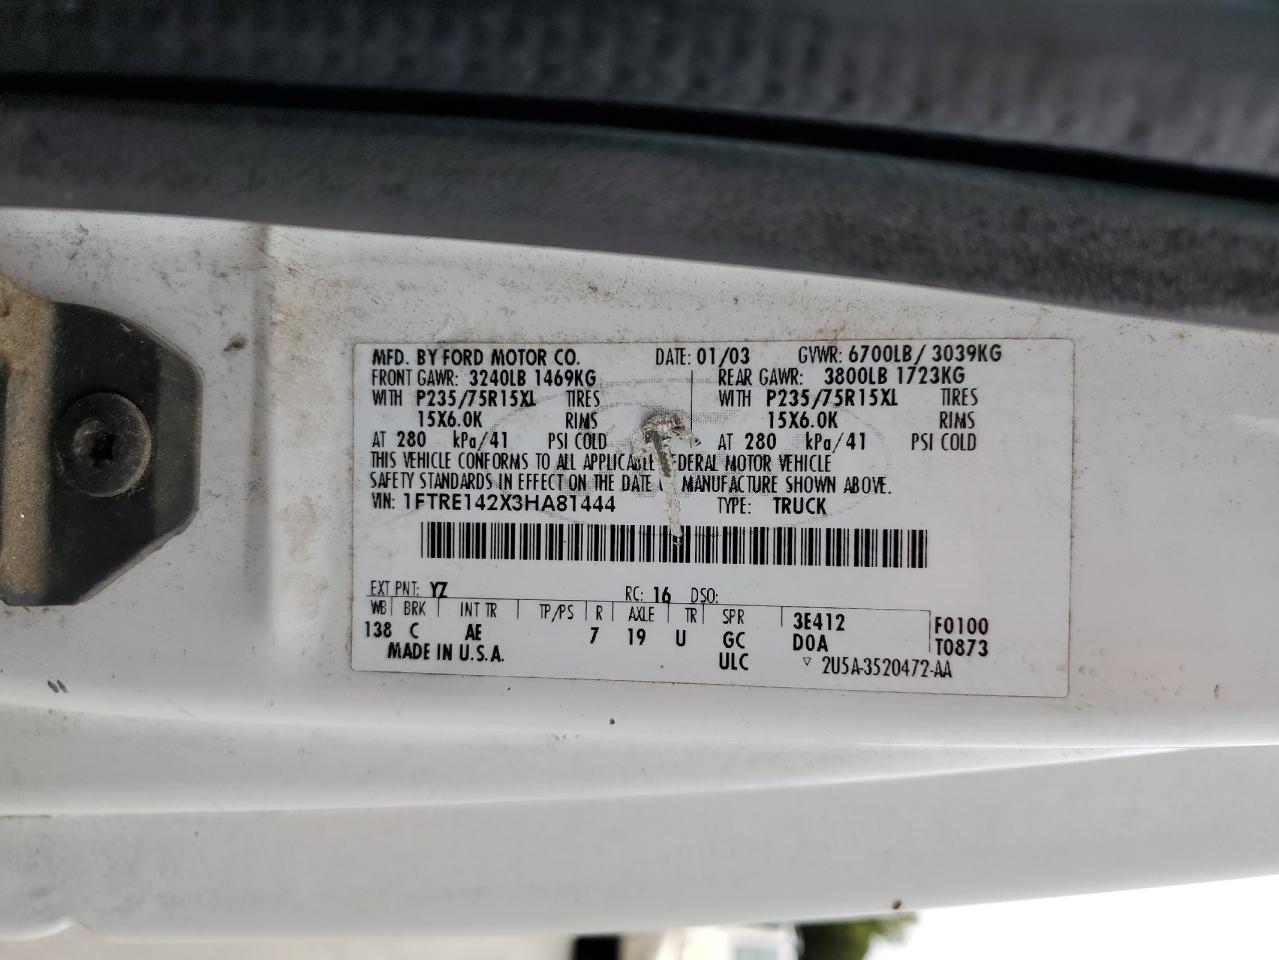 MFD. BY FORD MOTOR CO. DATE: 01/03 GVWR: 6700LB/ 3039KG
FRONT GAWR: 3240LB 1469KG REAR GAWR: 3800LB 1723KG
WITH P235/75R15XL TIRES WITH P235/75R15XL TIRES
15X6.0K RIMS 15X6.0K RIMS
AT 280 kPa/41 PSI COLD AT 280 kPa/41 PSI COLD
THIS VEHICLE CONFORMS TO ALL APPLICABLE FEDERAL MOTOR VEHICLE
SAFETY STANDARDS IN EFFECT ON THE DATE MANUFACTURE SHOWN ABOVE.
VIN: 1FTRE142X3HA81444 TYPE: TRUCK
EXT PNT: YZ RC: 16 DSO:
WB BRK INT TR TP/PS R AXLE TR SPR 3E412 F0100
138 C AE 7 19 U GC D0A T0873
MADE IN U.S.A. ULC 2U5A-3520472-AA